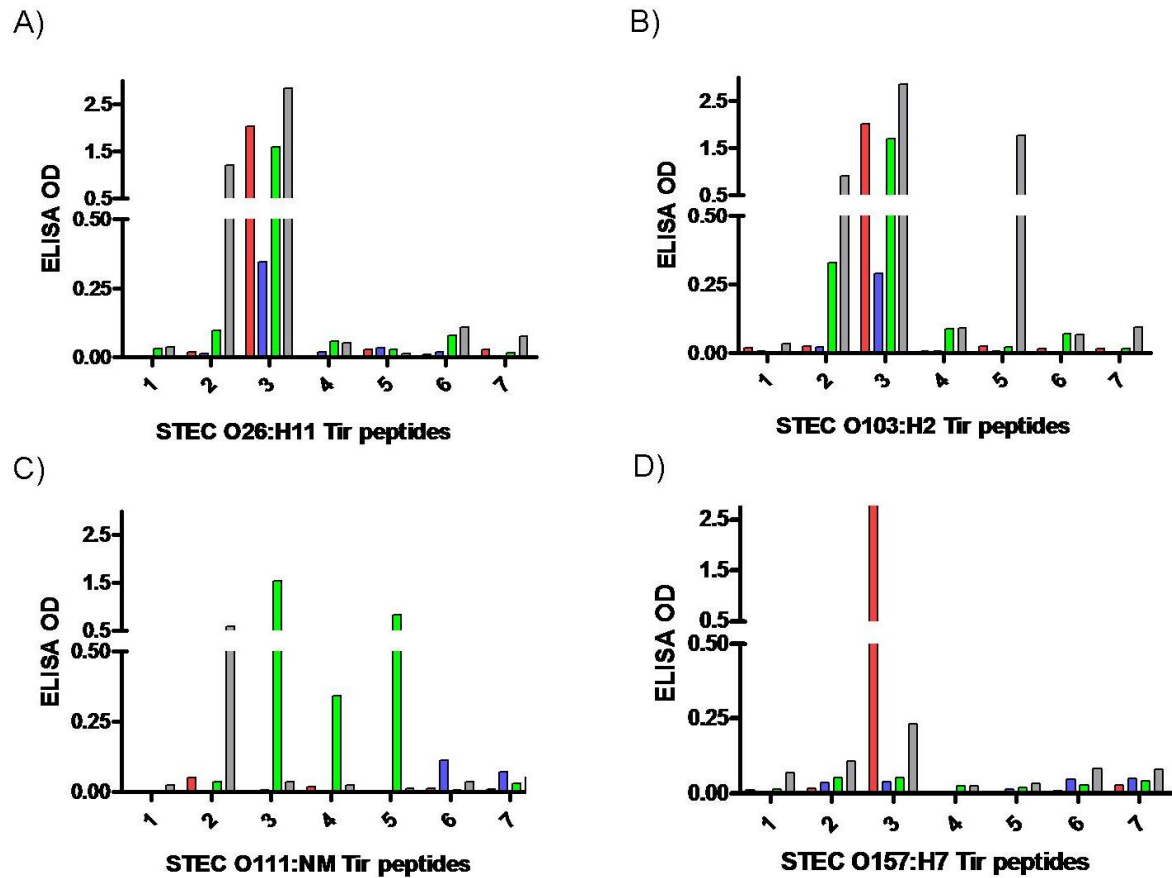 A)
ELISA OD
2.5
1.5
0.5
0.50
0.25
0.00
1 2 3 4 5 6 7
STEC O26:H11 Tir peptides
B)
ELISA OD
2.5
1.5
0.5
0.50
0.25
0.00
1 2 3 4 5 6 7
STEC O103:H2 Tir peptides
C)
ELISA OD
2.5
1.5
0.5
0.50
0.25
0.00
1 2 3 4 5 6 7
STEC O111:NM Tir peptides
D)
ELISA OD
2.5
1.5
0.5
0.50
0.25
0.00
1 2 3 4 5 6 7
STEC O157:H7 Tir peptides